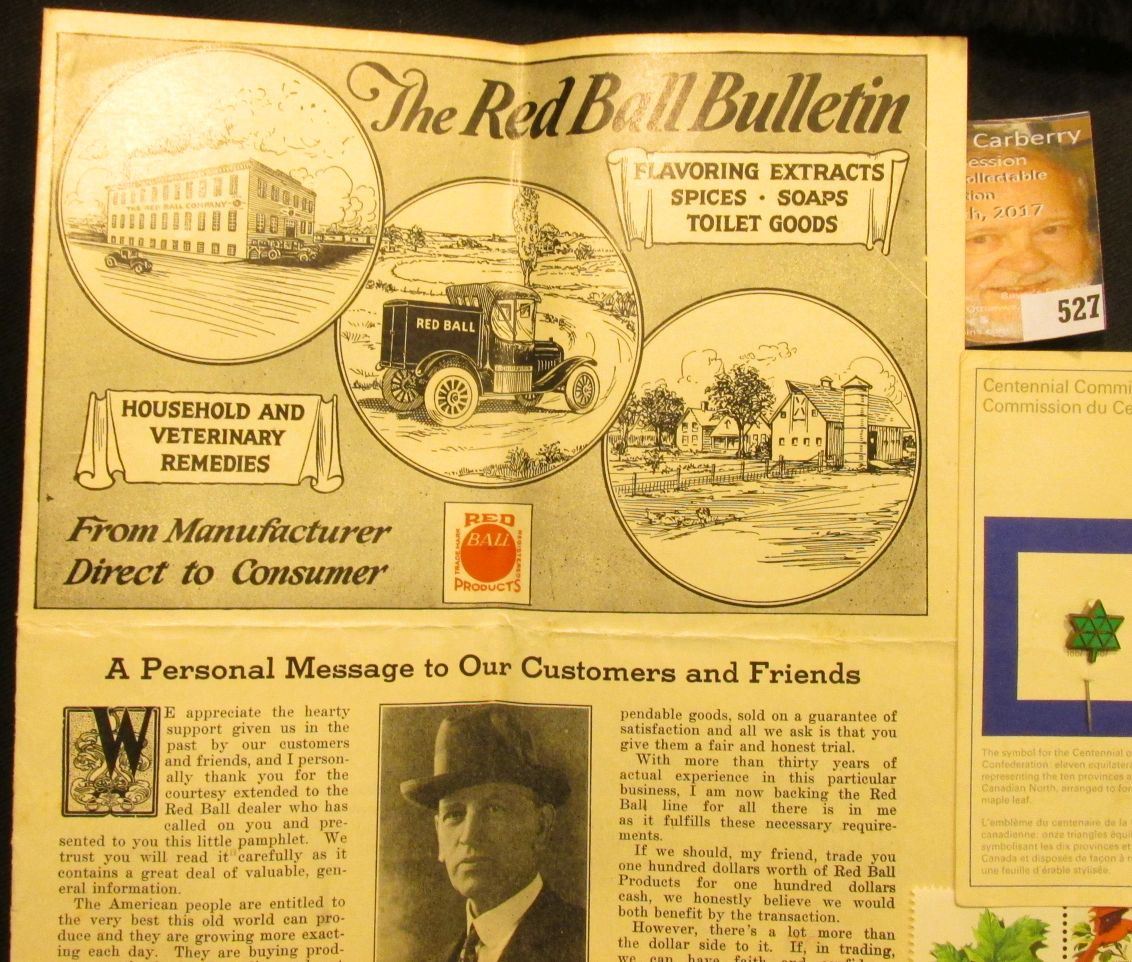 The Red Ball Bulletin
FLAVORING EXTRACTS
SPICES · SOAPS
TOILET GOODS
THE RED BALL COMPANY
RED BALL
HOUSEHOLD AND
VETERINARY
REMEDIES
From Manufacturer
Direct to Consumer
RED
BALL
TRADE MARK
REGISTERED
PRODUCTS
A Personal Message to Our Customers and Friends
WE appreciate the hearty
support given us in the
past by our customers
and friends, and I person-
ally thank you for the
courtesy extended to the
Red Ball dealer who has
called on you and pre-
sented to you this little pamphlet. We
trust you will read it carefully as it
contains a great deal of valuable, gen-
eral information.
The American people are entitled to
the very best this old world can pro-
duce and they are growing more exact-
ing each day. They are buying prod-
pendable goods, sold on a guarantee of
satisfaction and all we ask is that you
give them a fair and honest trial.
With more than thirty years of
actual experience in this particular
business, I am now backing the Red
Ball line for all there is in me
as it fulfills these necessary require-
ments.
If we should, my friend, trade you
one hundred dollars worth of Red Ball
Products for one hundred dollars
cash, we honestly believe we would
both benefit by the transaction.
However, there's a lot more than
the dollar side to it. If, in trading,
we can have faith and
Carberry
ession
ollectable
tion
h, 2017
527
Centennial Commi
Commission du Ce
The symbol for the Centennial o
Confederation: eleven equilatera
representing the ten provinces a
Canadian North, arranged to for
maple leaf.
L'emblème du centenaire de la
canadienne: onze triangles équil
symbolisant les dix provinces et
Canada et disposés de façon à
une feuille d'érable stylisée.